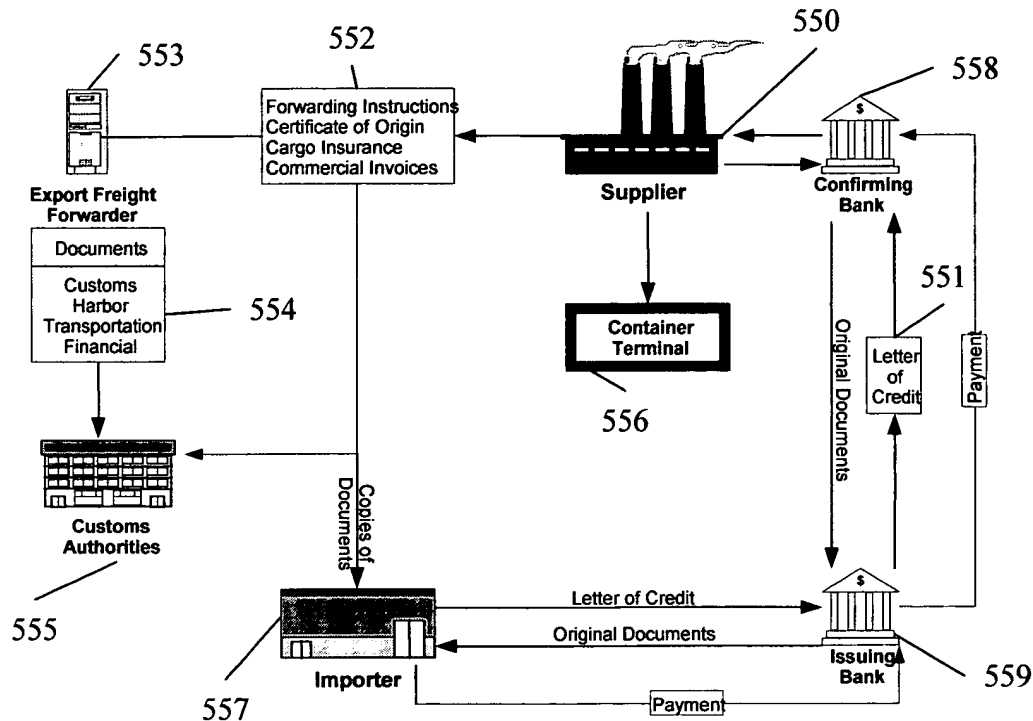 552
550
553
558
Forwarding Instructions
Certificate of Origin
Cargo Insurance
Commercial Invoices
$
Export Freight
Forwarder
Supplier
Confirming
Bank
Documents
Customs
Harbor
Transportation
Financial
554
551
Container
Terminal
Original Documents
Letter
of
Credit
Payment
556
Customs
Authorities
Copies of
Documents
555
$
Letter of Credit
Original Documents
557
Importer
Issuing
Bank
559
Payment